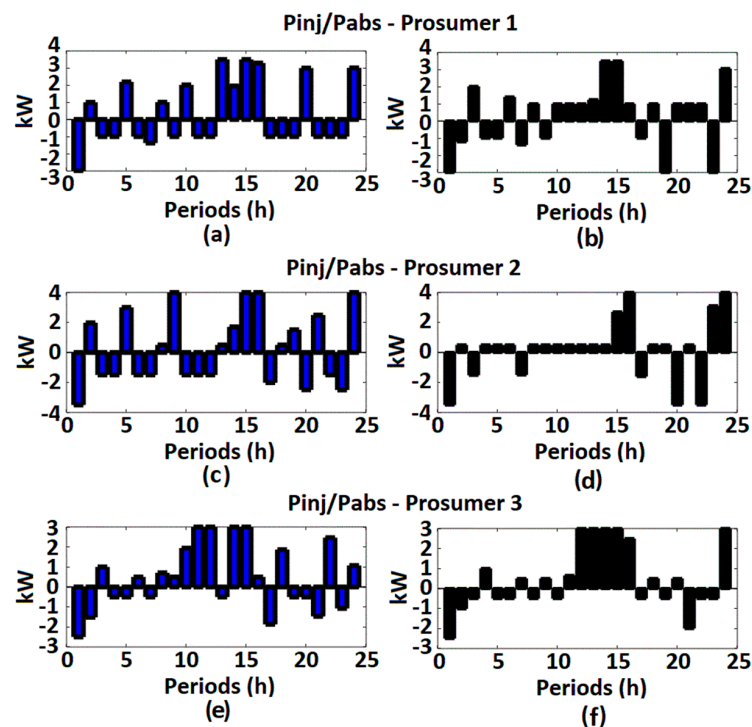 Pinj/Pabs - Prosumer 1
kW
4
3
2
1
0
-1
-2
-3
0 5 10 15 20 25
Periods (h)
(a)
kW
4
3
2
1
0
-1
-2
-3
0 5 10 15 20 25
Periods (h)
(b)
Pinj/Pabs - Prosumer 2
kW
4
2
0
-2
-4
0 5 10 15 20 25
Periods (h)
(c)
kW
4
2
0
-2
-4
0 5 10 15 20 25
Periods (h)
(d)
Pinj/Pabs - Prosumer 3
kW
3
2
1
0
-1
-2
-3
0 5 10 15 20 25
Periods (h)
(e)
kW
3
2
1
0
-1
-2
-3
0 5 10 15 20 25
Periods (h)
(f)